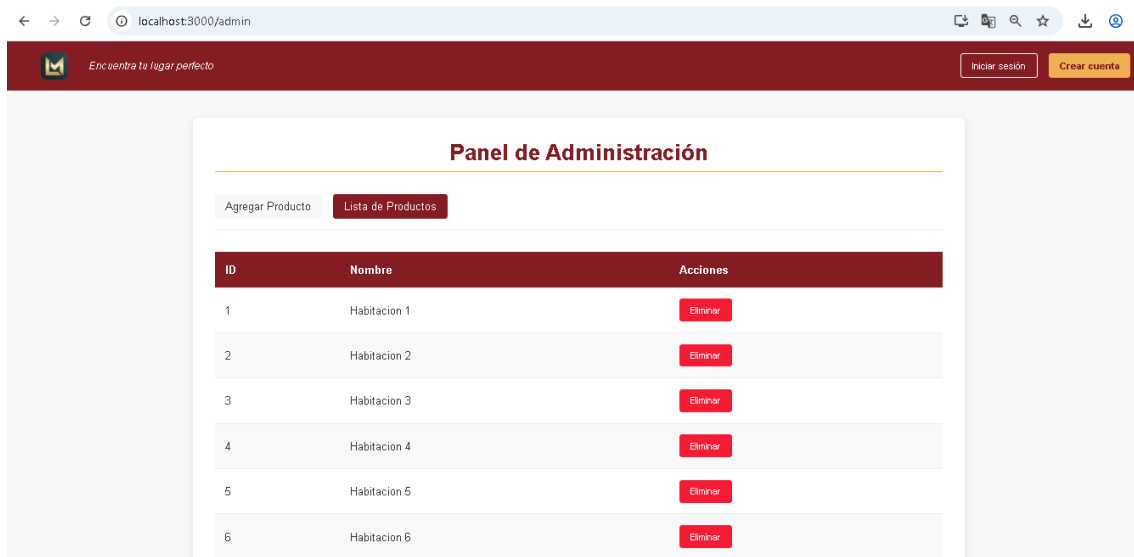 localhost:3000/admin
Encuentra tu lugar perfecto
Iniciar sesión
Crear cuenta
Panel de Administración
Agregar Producto
Lista de Productos
ID Nombre Acciones
1 Habitacion 1 Eliminar
2 Habitacion 2 Eliminar
3 Habitacion 3 Eliminar
4 Habitacion 4 Eliminar
5 Habitacion 5 Eliminar
6 Habitacion 6 Eliminar